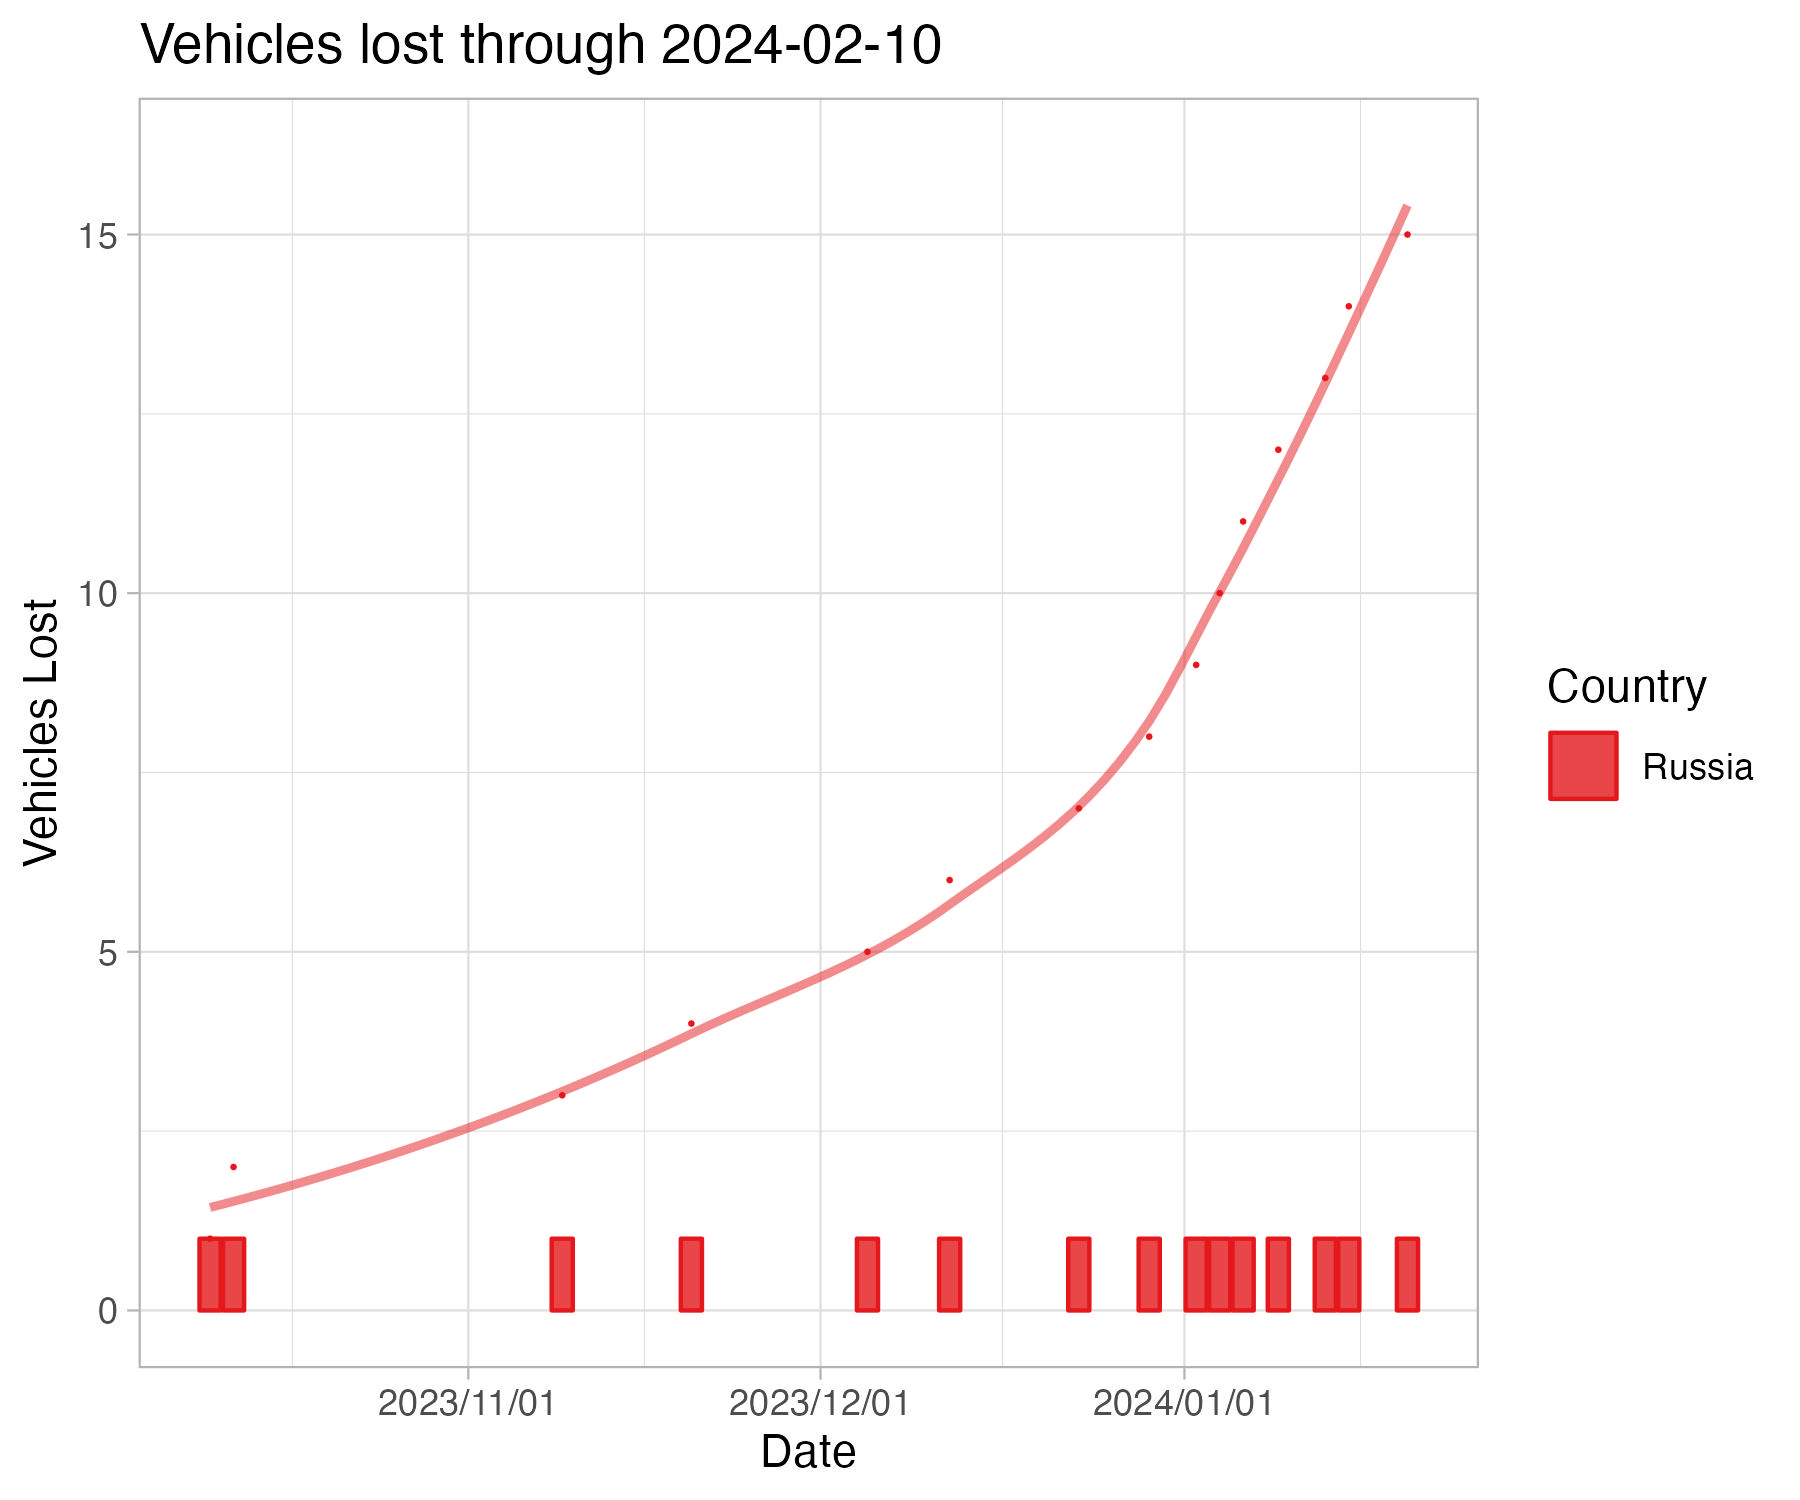 Vehicles lost through 2024-02-10
15
10
5
0
Vehicles Lost
2023/11/01
2023/12/01
2024/01/01
Date
Country
Russia